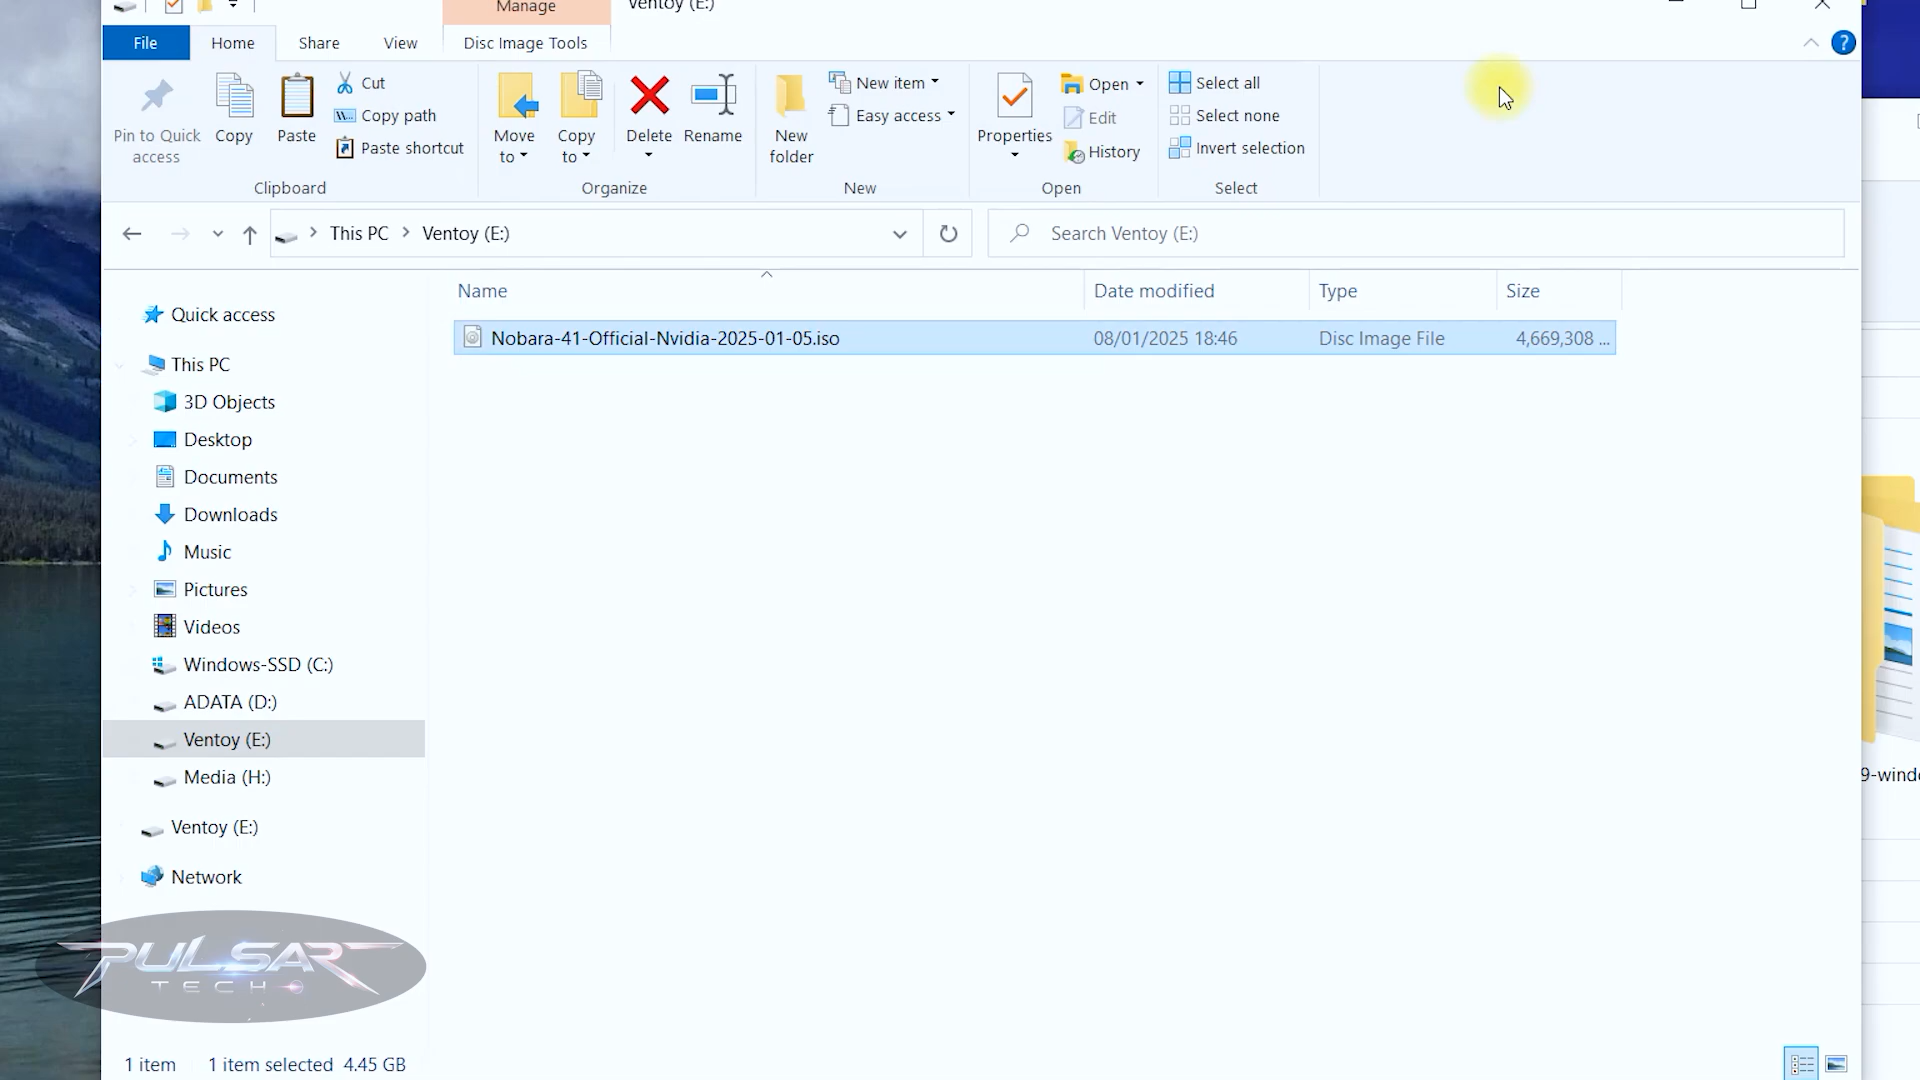 Manage
Ventoy (E:)
File
Home
Share
View
Disc Image Tools
?
Pin to Quick
access
Copy
Paste
Cut
Copy path
Paste shortcut
Clipboard
Move
to
Copy
to
Delete
Rename
Organize
New
folder
New item
Easy access
New
Properties
Open
Edit
History
Open
Select all
Select none
Invert selection
Select
This PC
Ventoy (E:)
Search Ventoy (E:)
Name
Date modified
Type
Size
Nobara-41-Official-Nvidia-2025-01-05.iso
08/01/2025 18:46
Disc Image File
4,669,308 ...
Quick access
This PC
3D Objects
Desktop
Documents
Downloads
Music
Pictures
Videos
Windows-SSD (C:)
ADATA (D:)
Ventoy (E:)
Media (H:)
Ventoy (E:)
Network
9-windo
PULSAR
TECH
1 item
1 item selected 4.45 GB